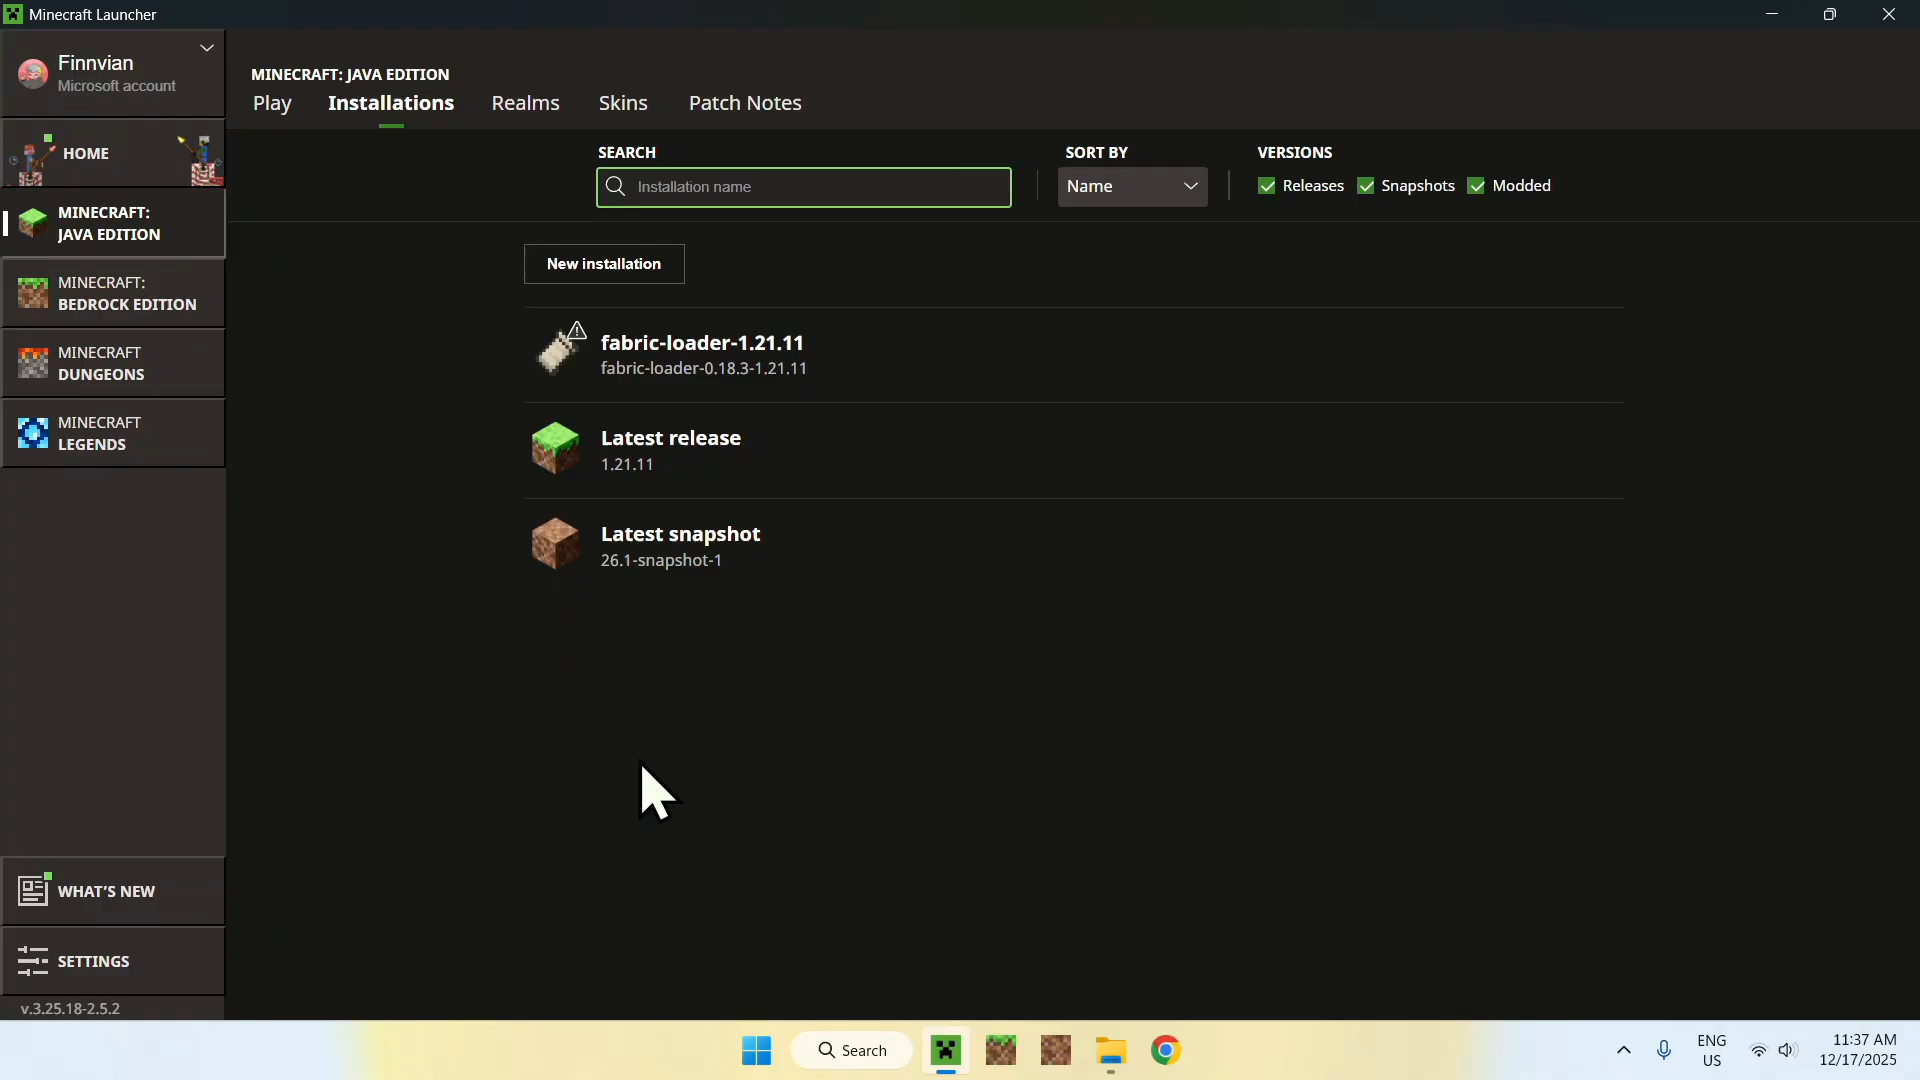 Minecraft Launcher
Finnvian
Microsoft account
HOME
MINECRAFT:
JAVA EDITION
MINECRAFT:
BEDROCK EDITION
MINECRAFT
DUNGEONS
MINECRAFT
LEGENDS
WHAT'S NEW
SETTINGS
v.3.25.18-2.5.2
MINECRAFT: JAVA EDITION
Play Installations Realms Skins Patch Notes
SEARCH
Installation name
SORT BY
Name
VERSIONS
Releases Snapshots Modded
New installation
fabric-loader-1.21.11
fabric-loader-0.18.3-1.21.11
Latest release
1.21.11
Latest snapshot
26.1-snapshot-1
Search
ENG
US
11:37 AM
12/17/2025